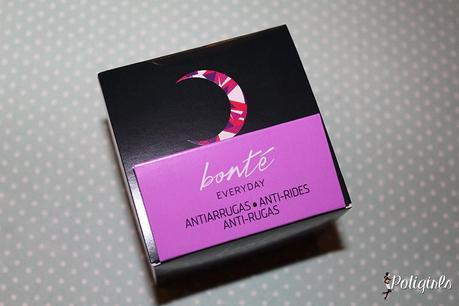 bonté
EVERYDAY
ANTIARRUGAS • ANTI-RIDES
ANTI-RUGAS
Poligirls